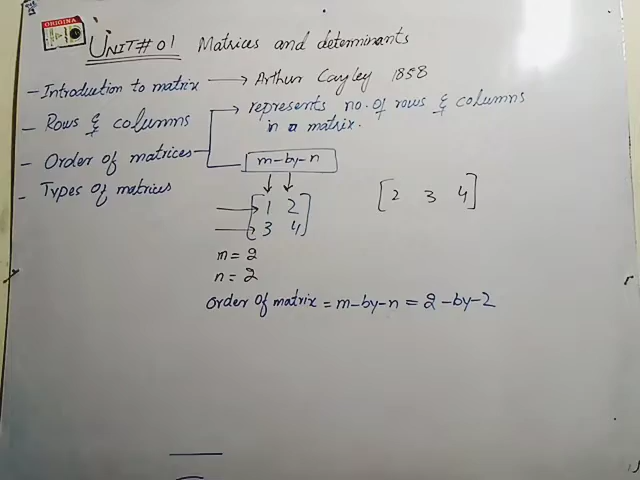 ORIGINA
UNIT # 01 Matrices and determinants
- Introduction to matrix → Arthur Cayley 1858
- Rows & columns
→ represents no. of rows & columns
in a matrix.
- Order of matrices
m-by-n
- Types of matrices
[1 2
3 4]
[2 3 4]
m = 2
n = 2
order of matrix = m-by-n = 2-by-2